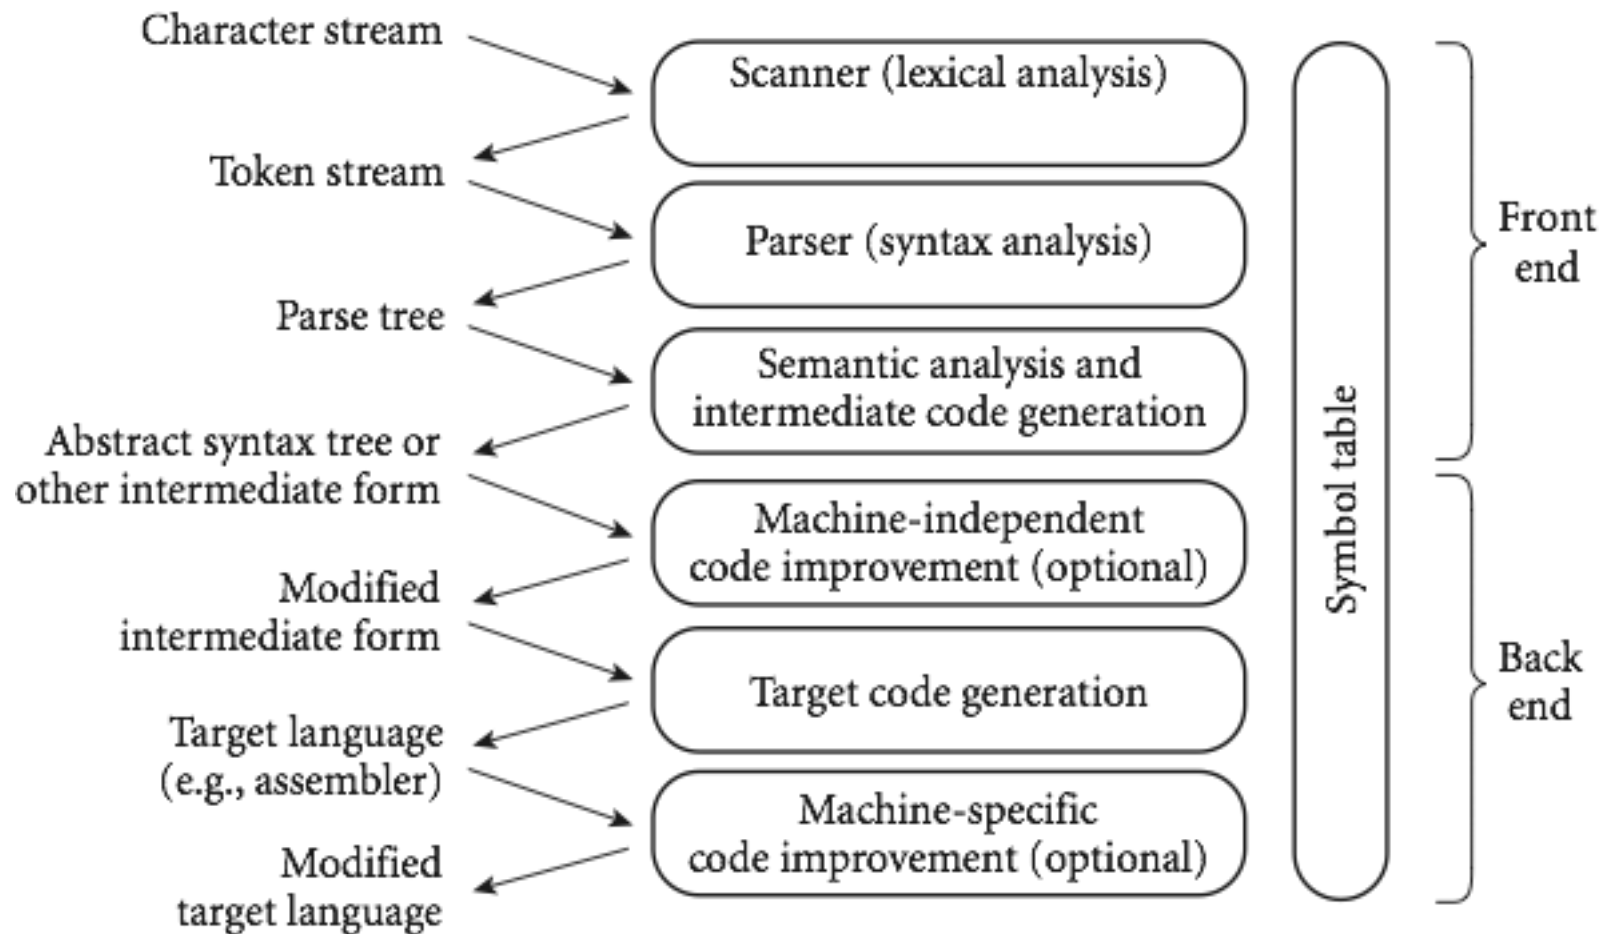 Character stream
Scanner (lexical analysis)
Token stream
Parser (syntax analysis)
Parse tree
Semantic analysis and
intermediate code generation
Abstract syntax tree or
other intermediate form
Machine-independent
code improvement (optional)
Modified
intermediate form
Target code generation
Target language
(e.g., assembler)
Machine-specific
code improvement (optional)
Modified
target language
Symbol table
Front
end
Back
end